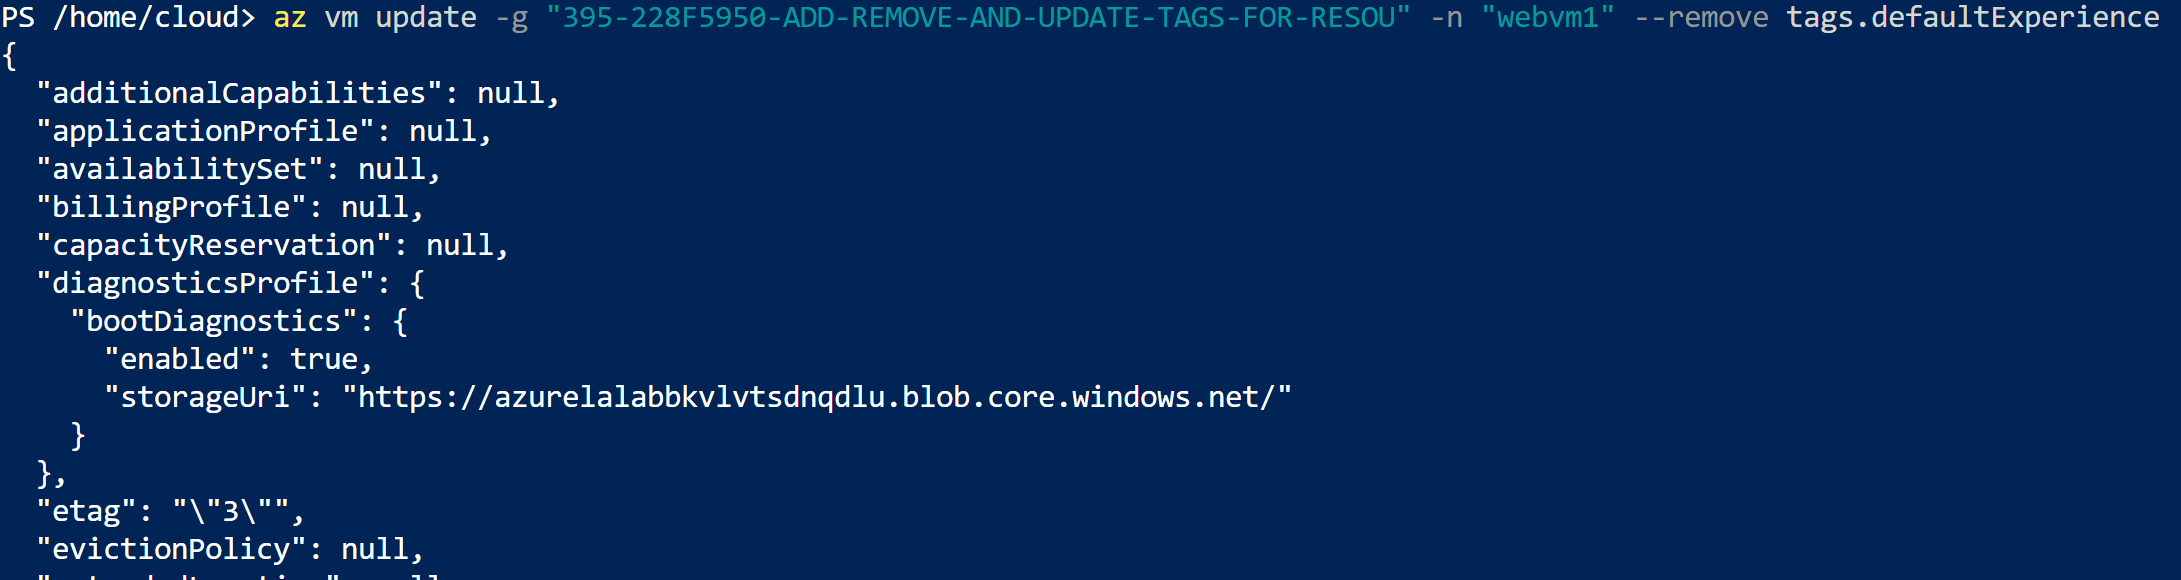 PS /home/cloud> az vm update -g "395-228F5950-ADD-REMOVE-AND-UPDATE-TAGS-FOR-RESOU" -n "webvm1" --remove tags.defaultExperience
{
  "additionalCapabilities": null,
  "applicationProfile": null,
  "availabilitySet": null,
  "billingProfile": null,
  "capacityReservation": null,
  "diagnosticsProfile": {
    "bootDiagnostics": {
      "enabled": true,
      "storageUri": "https://azurelalabbkvlvtsdnqdlu.blob.core.windows.net/"
    }
  },
  "etag": "\"3\"",
  "evictionPolicy": null,